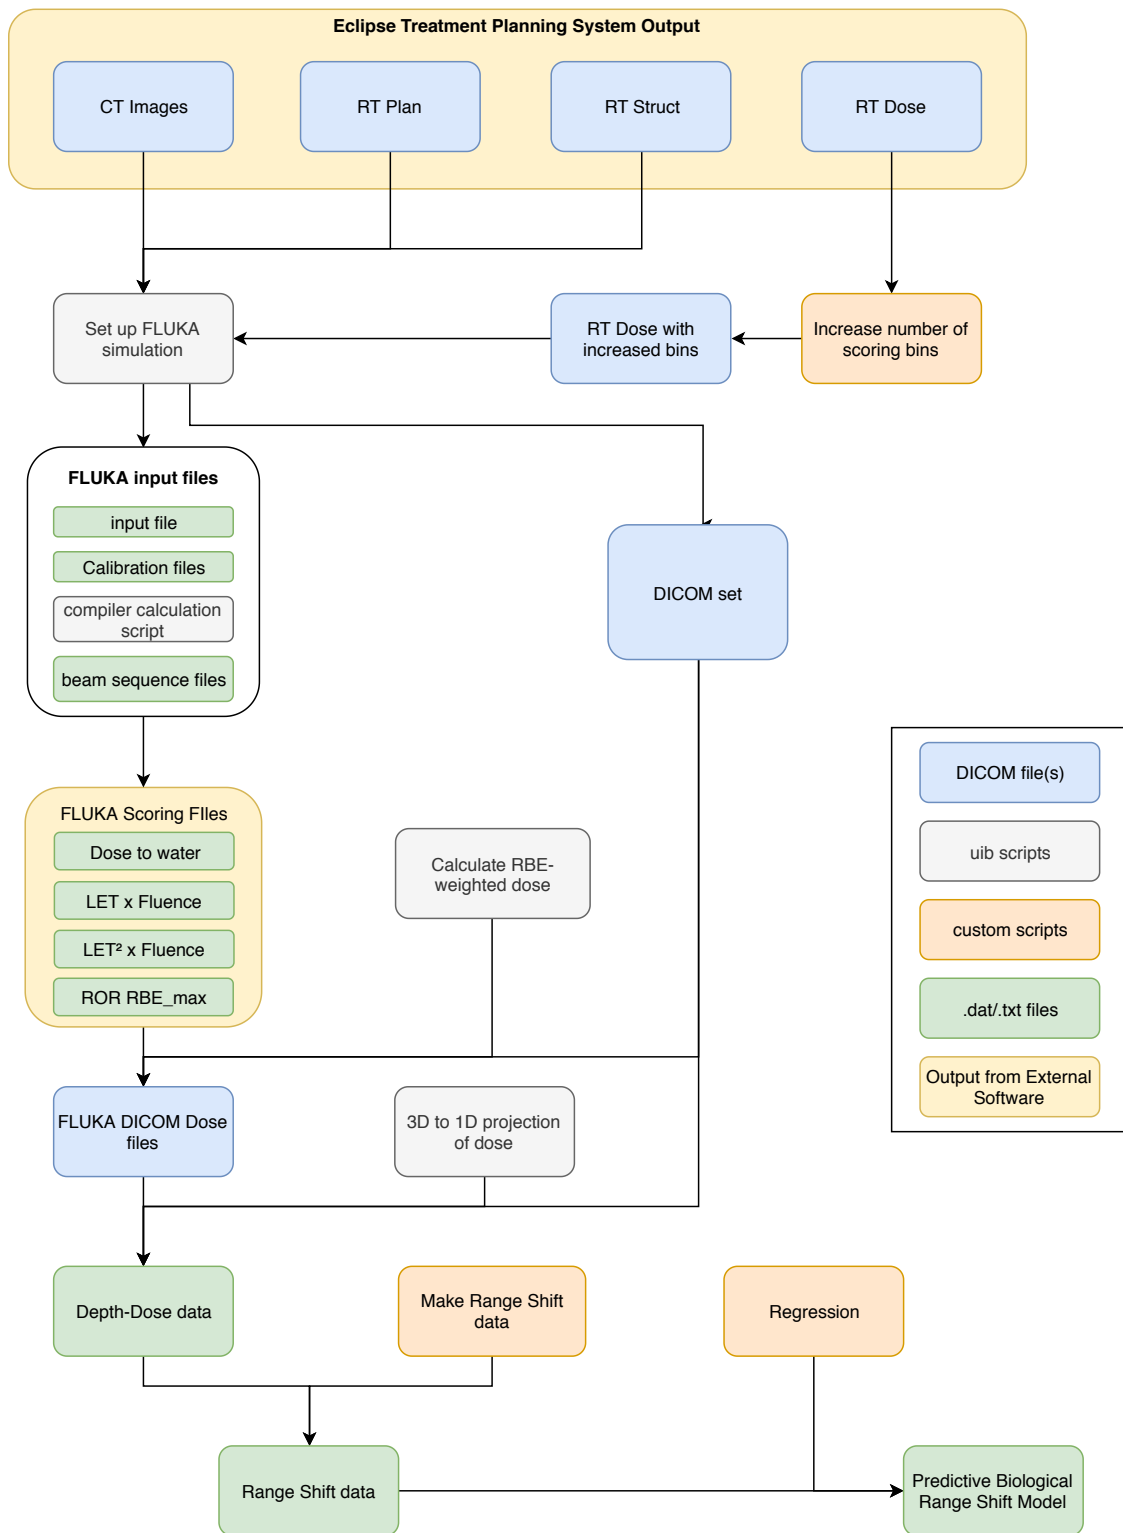 Eclipse Treatment Planning System Output
CT Images
RT Plan
RT Struct
RT Dose
Set up FLUKA
simulation
RT Dose with
increased bins
Increase number of
scoring bins
FLUKA input files
input file
Calibration files
compiler calculation
script
beam sequence files
DICOM set
FLUKA Scoring FIles
Dose to water
LET x Fluence
LET² x Fluence
ROR RBE_max
Calculate RBE-
weighted dose
DICOM file(s)
uib scripts
custom scripts
.dat/.txt files
Output from External
Software
FLUKA DICOM Dose
files
3D to 1D projection
of dose
Depth-Dose data
Make Range Shift
data
Regression
Range Shift data
Predictive Biological
Range Shift Model